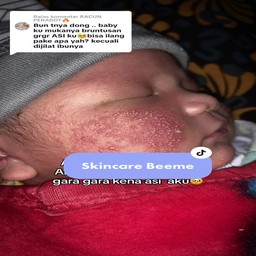 Balas komentar RACUN
PERABOT🔥
Bun tnya dong .. baby
ku mukanya bruntusan
grgr ASI ku🥺bisa ilang
pake apa yah? kecuali
dijilat ibunya
Skincare Beeme
gara gara kena asi aku🥺